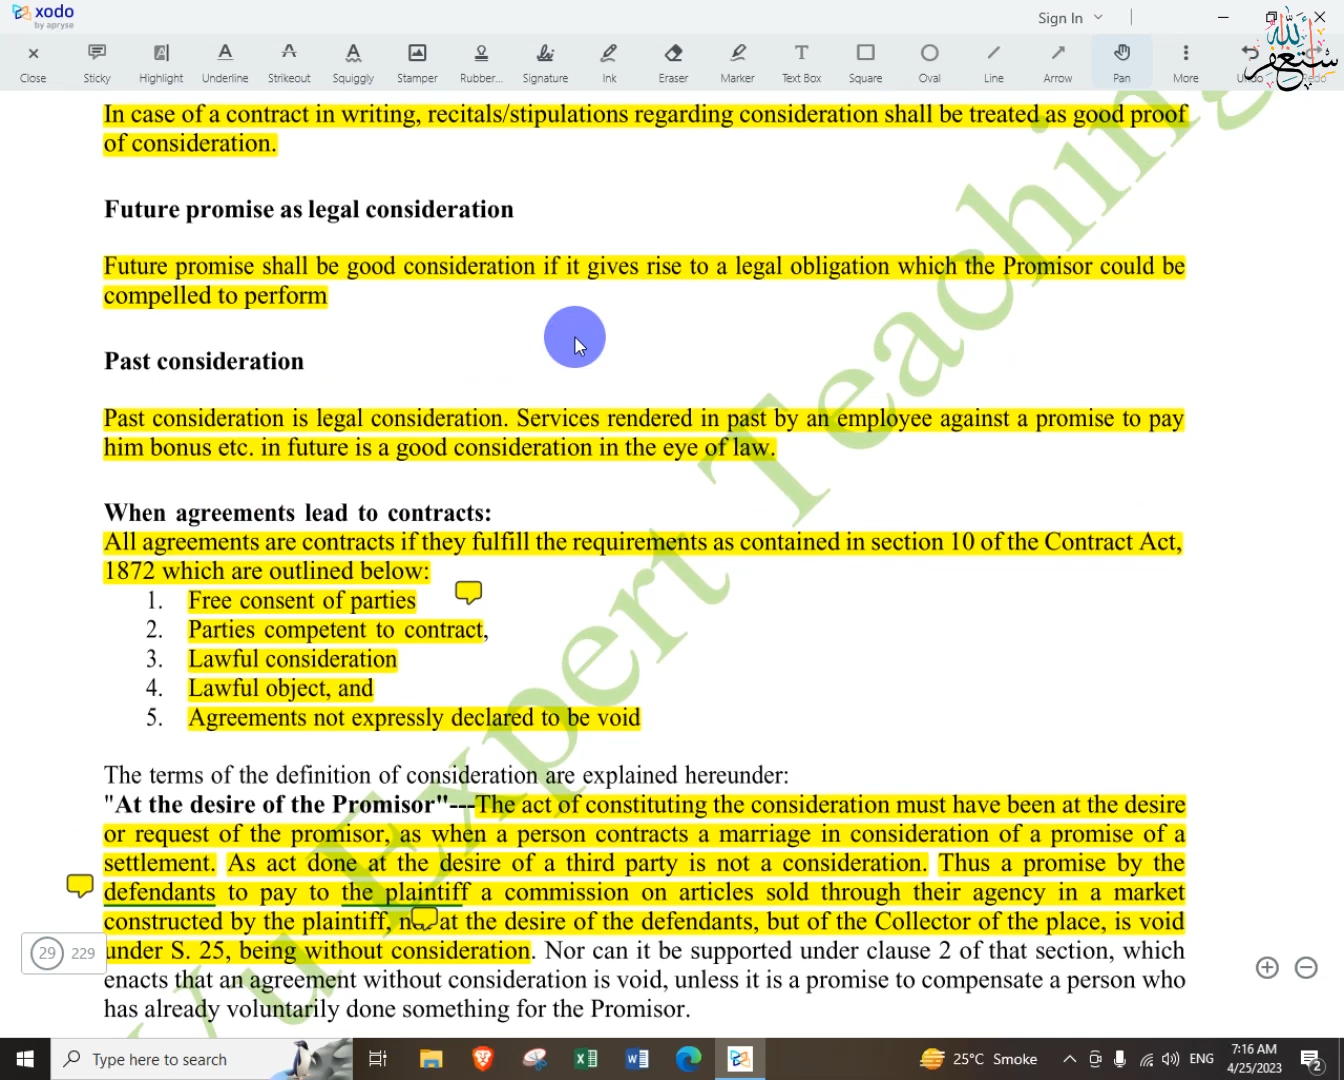 xodo
by apryse
Sign In
Close
Sticky
Highlight
Underline
Strikeout
Squiggly
Stamper
Rubber...
Signature
Ink
Eraser
Marker
Text Box
Square
Oval
Line
Arrow
Pan
More
In case of a contract in writing, recitals/stipulations regarding consideration shall be treated as good proof
of consideration.
Future promise as legal consideration
Future promise shall be good consideration if it gives rise to a legal obligation which the Promisor could be
compelled to perform
Past consideration
Past consideration is legal consideration. Services rendered in past by an employee against a promise to pay
him bonus etc. in future is a good consideration in the eye of law.
When agreements lead to contracts:
All agreements are contracts if they fulfill the requirements as contained in section 10 of the Contract Act,
1872 which are outlined below:
1. Free consent of parties
2. Parties competent to contract,
3. Lawful consideration
4. Lawful object, and
5. Agreements not expressly declared to be void
The terms of the definition of consideration are explained hereunder:
"At the desire of the Promisor"---The act of constituting the consideration must have been at the desire
or request of the promisor, as when a person contracts a marriage in consideration of a promise of a
settlement. As act done at the desire of a third party is not a consideration. Thus a promise by the
defendants to pay to the plaintiff a commission on articles sold through their agency in a market
constructed by the plaintiff, at the desire of the defendants, but of the Collector of the place, is void
under S. 25, being without consideration. Nor can it be supported under clause 2 of that section, which
enacts that an agreement without consideration is void, unless it is a promise to compensate a person who
has already voluntarily done something for the Promisor.
Vu Expert Teaching
29 229
Type here to search
25°C Smoke
ENG
7:16 AM
4/25/2023
2